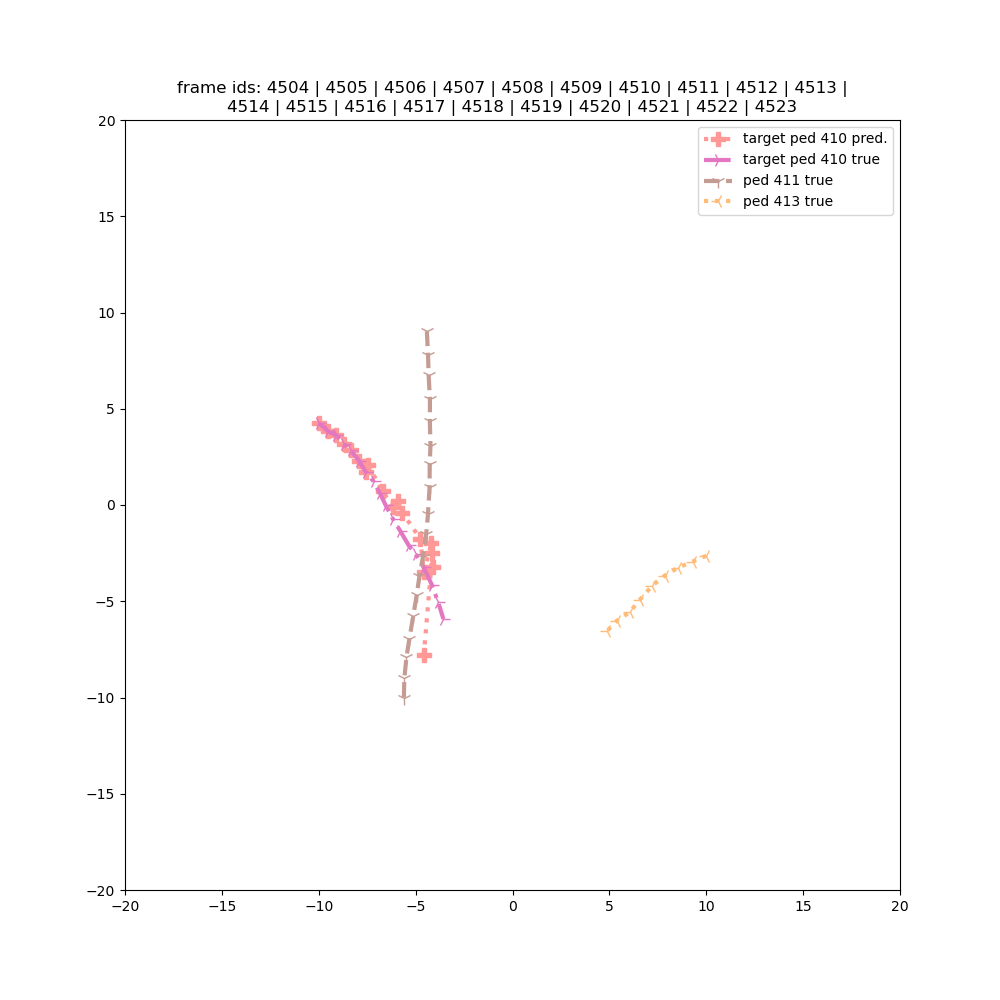 frame ids: 4504 | 4505 | 4506 | 4507 | 4508 | 4509 | 4510 | 4511 | 4512 | 4513 |
4514 | 4515 | 4516 | 4517 | 4518 | 4519 | 4520 | 4521 | 4522 | 4523
target ped 410 pred.
target ped 410 true
ped 411 true
ped 413 true
20
15
10
5
0
−5
−10
−15
−20
−20 −15 −10 −5 0 5 10 15 20